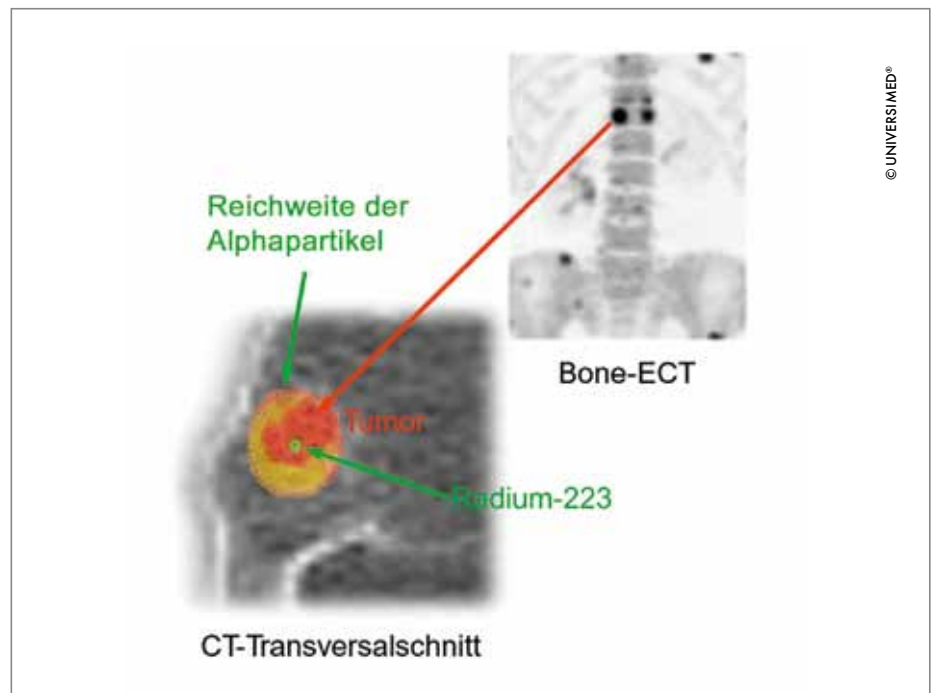 © UNIVERSIMED®
Reichweite der
Alphapartikel
Bone-ECT
Tumor
Radium-223
CT-Transversalschnitt